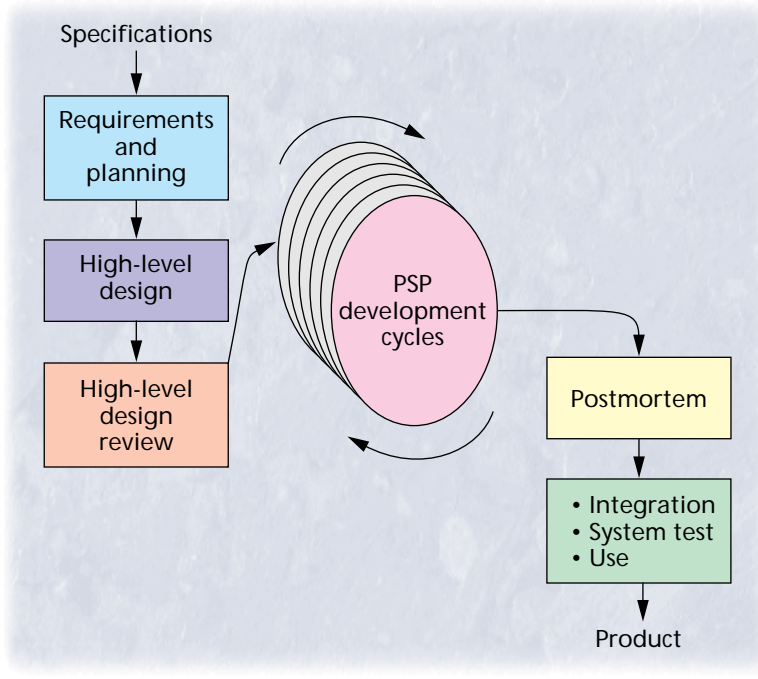 Specifications
Requirements
and
planning
High-level
design
High-level
design
review
PSP
development
cycles
Postmortem
• Integration
• System test
• Use
Product